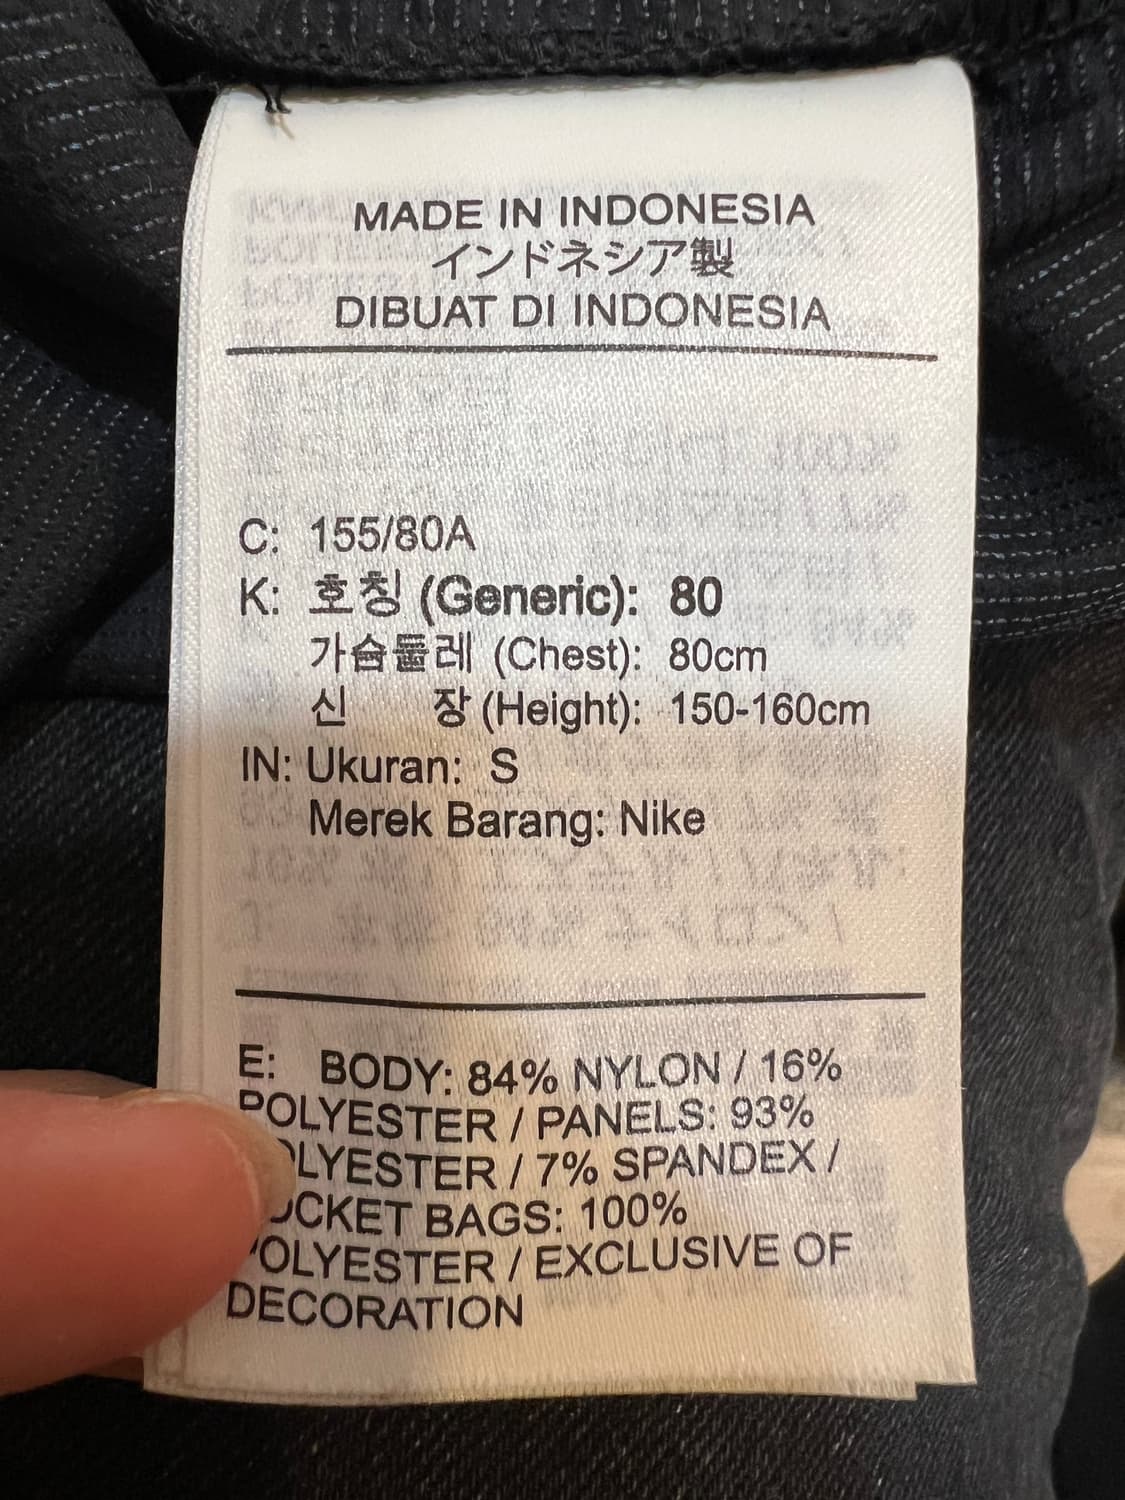 MADE IN INDONESIA
インドネシア製
DIBUAT DI INDONESIA
C: 155/80A
K: 호칭 (Generic): 80
가슴둘레 (Chest): 80cm
신 장 (Height): 150-160cm
IN: Ukuran: S
Merek Barang: Nike
E: BODY: 84% NYLON / 16%
POLYESTER / PANELS: 93%
POLYESTER / 7% SPANDEX /
POCKET BAGS: 100%
POLYESTER / EXCLUSIVE OF
DECORATION